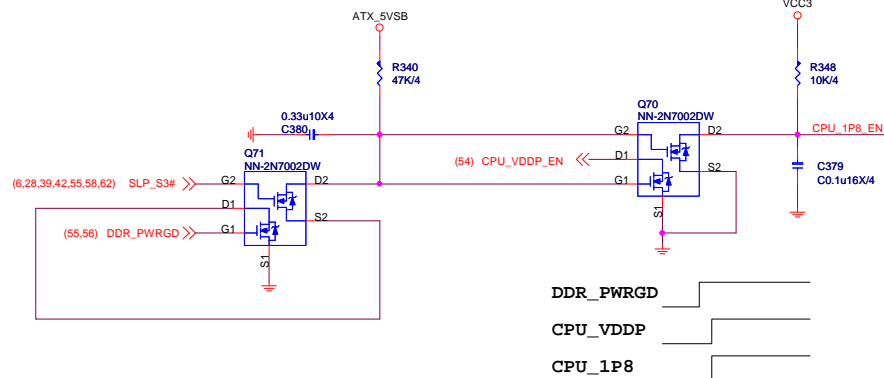 ATX_5VSB
VCC3
R340
47K/4
R348
10K/4
0.33u10X4
C380
Q70
NN-2N7002DW
G2
D2
CPU_1P8_EN
Q71
NN-2N7002DW
(54) CPU_VDDP_EN
D1
S2
C379
C0.1u16X/4
(6,28,39,42,55,58,62) SLP_S3#
G2
D2
G1
S1
D1
S2
(55,56) DDR_PWRGD
G1
S1
DDR_PWRGD
CPU_VDDP
CPU_1P8